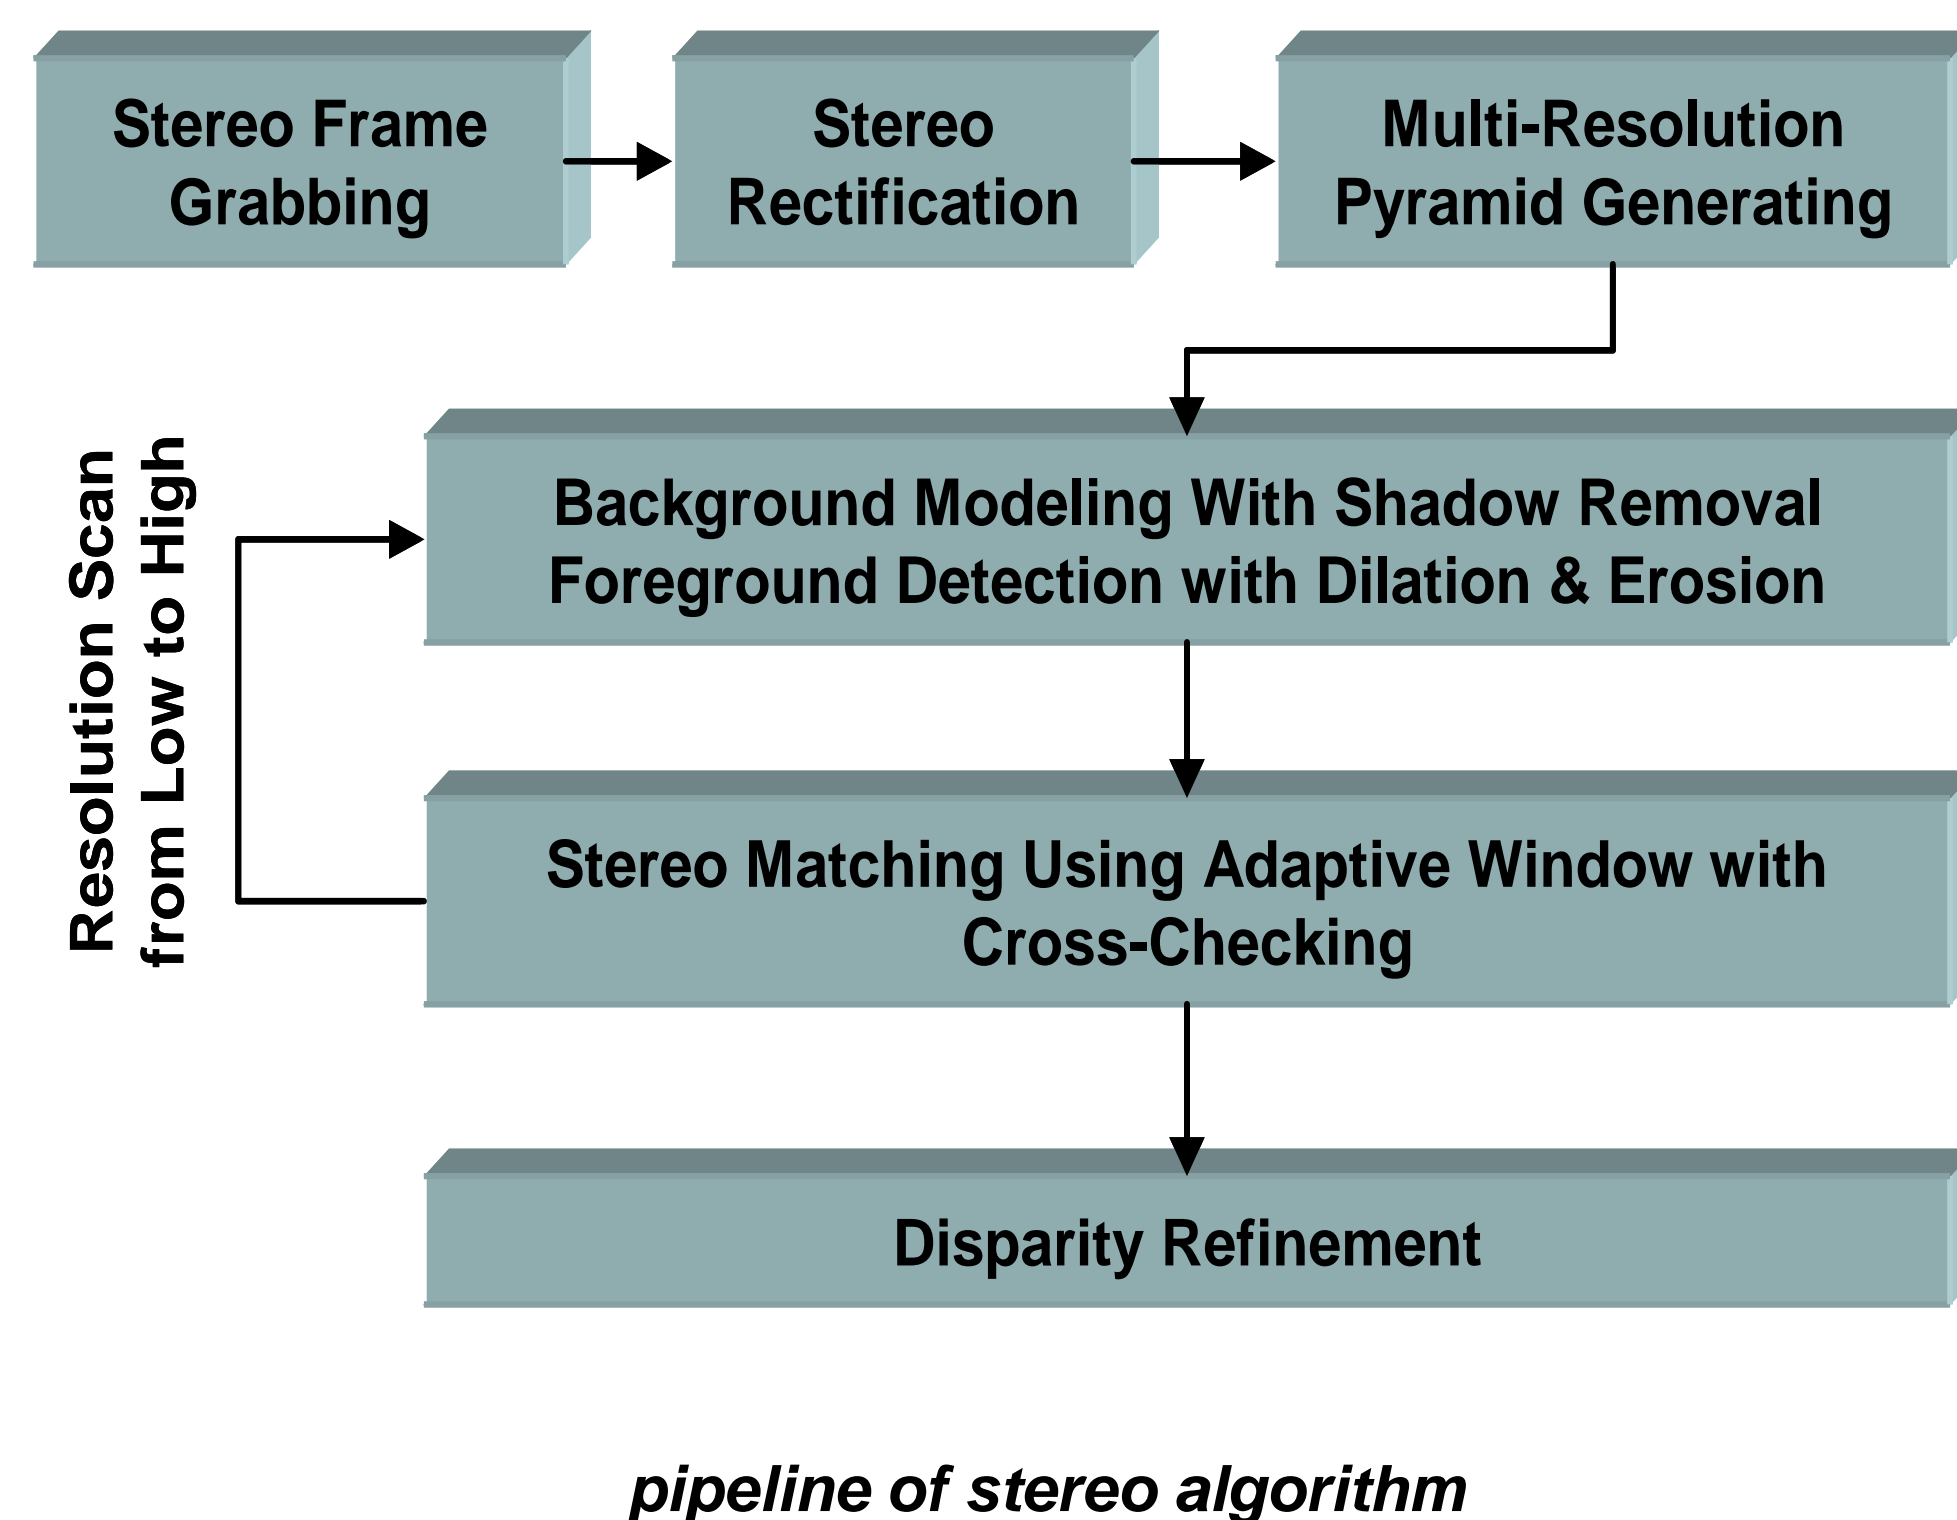 Stereo Frame
Grabbing
Stereo
Rectification
Multi-Resolution
Pyramid Generating
Resolution Scan
from Low to High
Background Modeling With Shadow Removal
Foreground Detection with Dilation & Erosion
Stereo Matching Using Adaptive Window with
Cross-Checking
Disparity Refinement
pipeline of stereo algorithm